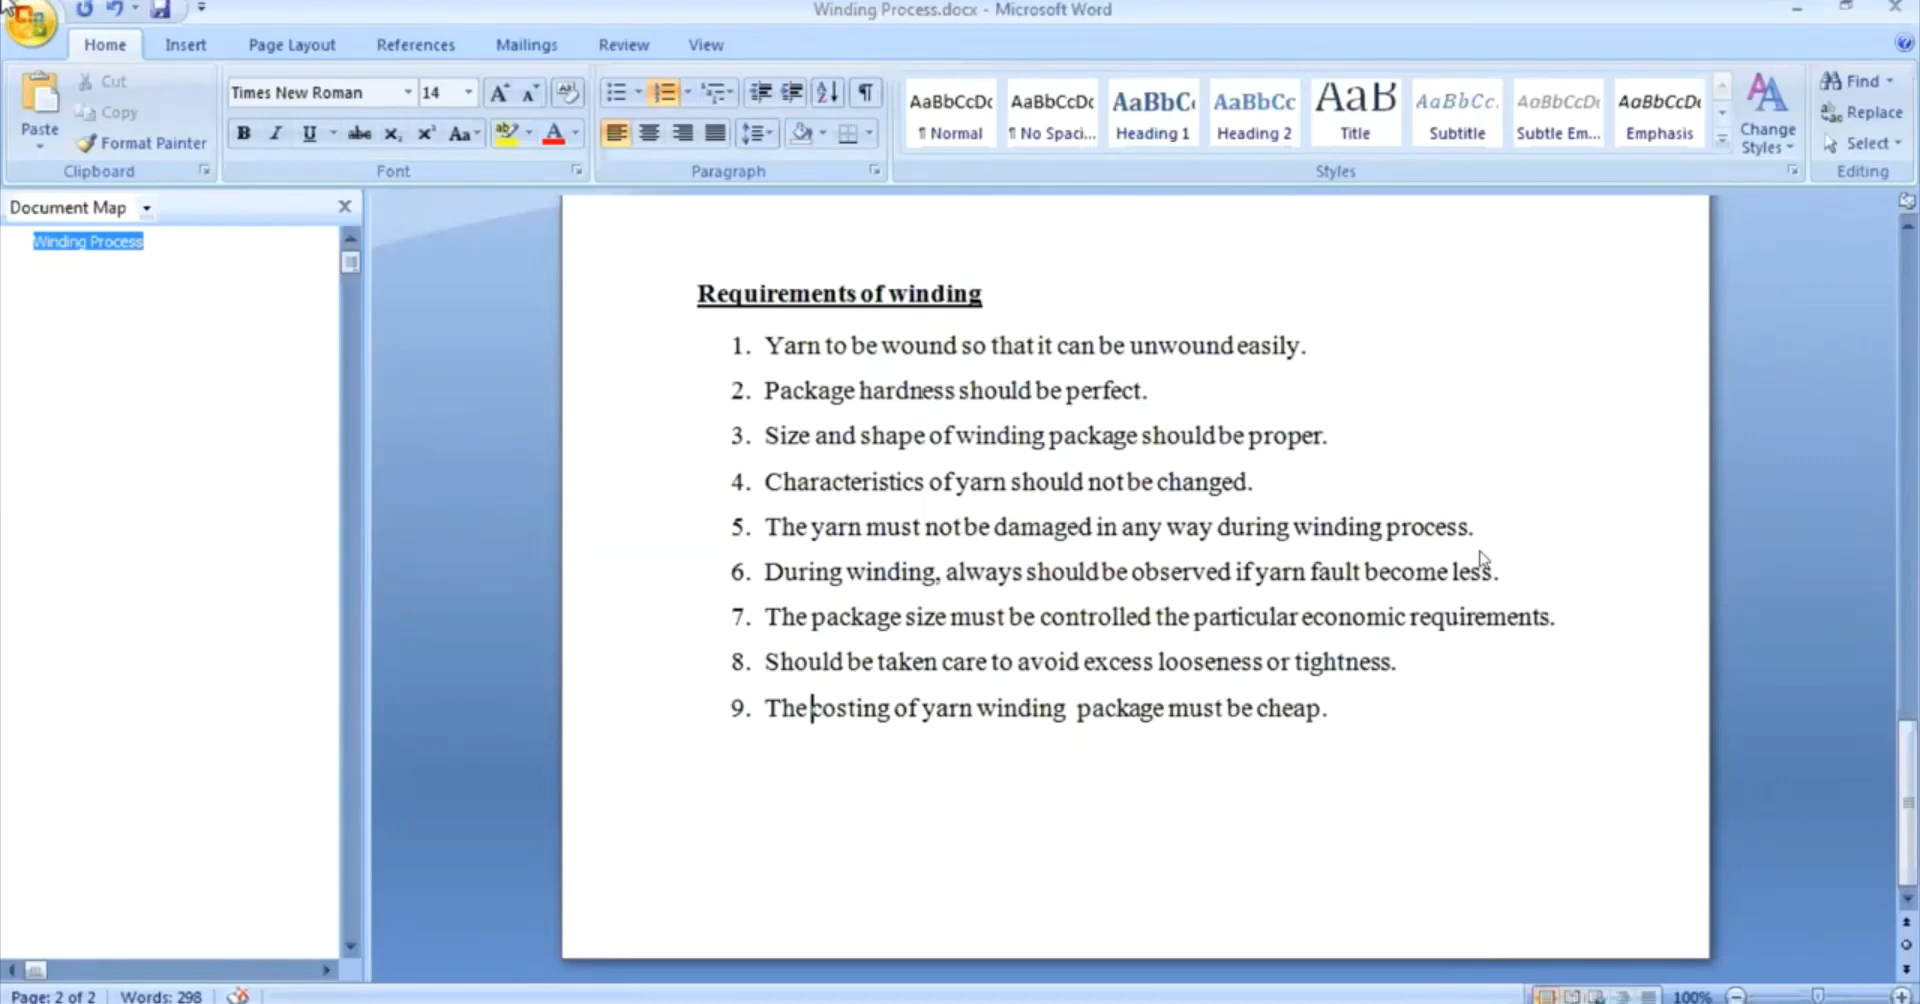 Winding Process.docx - Microsoft Word
Home Insert Page Layout References Mailings Review View
Paste
Cut
Copy
Format Painter
Clipboard
Times New Roman 14
Font
Paragraph
AaBbCcDc AaBbCcDc AaBbC AaBbCc AaB AaBbCc. AaBbCcDi AaBbCcDi
¶ Normal ¶ No Spaci... Heading 1 Heading 2 Title Subtitle Subtle Em... Emphasis
Change
Styles
Styles
Find
Replace
Select
Editing
Document Map
Winding Process
Requirements of winding
1. Yarn to be wound so that it can be unwound easily.
2. Package hardness should be perfect.
3. Size and shape of winding package should be proper.
4. Characteristics of yarn should not be changed.
5. The yarn must not be damaged in any way during winding process.
6. During winding, always should be observed if yarn fault become less.
7. The package size must be controlled the particular economic requirements.
8. Should be taken care to avoid excess looseness or tightness.
9. The costing of yarn winding package must be cheap.
Page: 2 of 2 Words: 298 100%